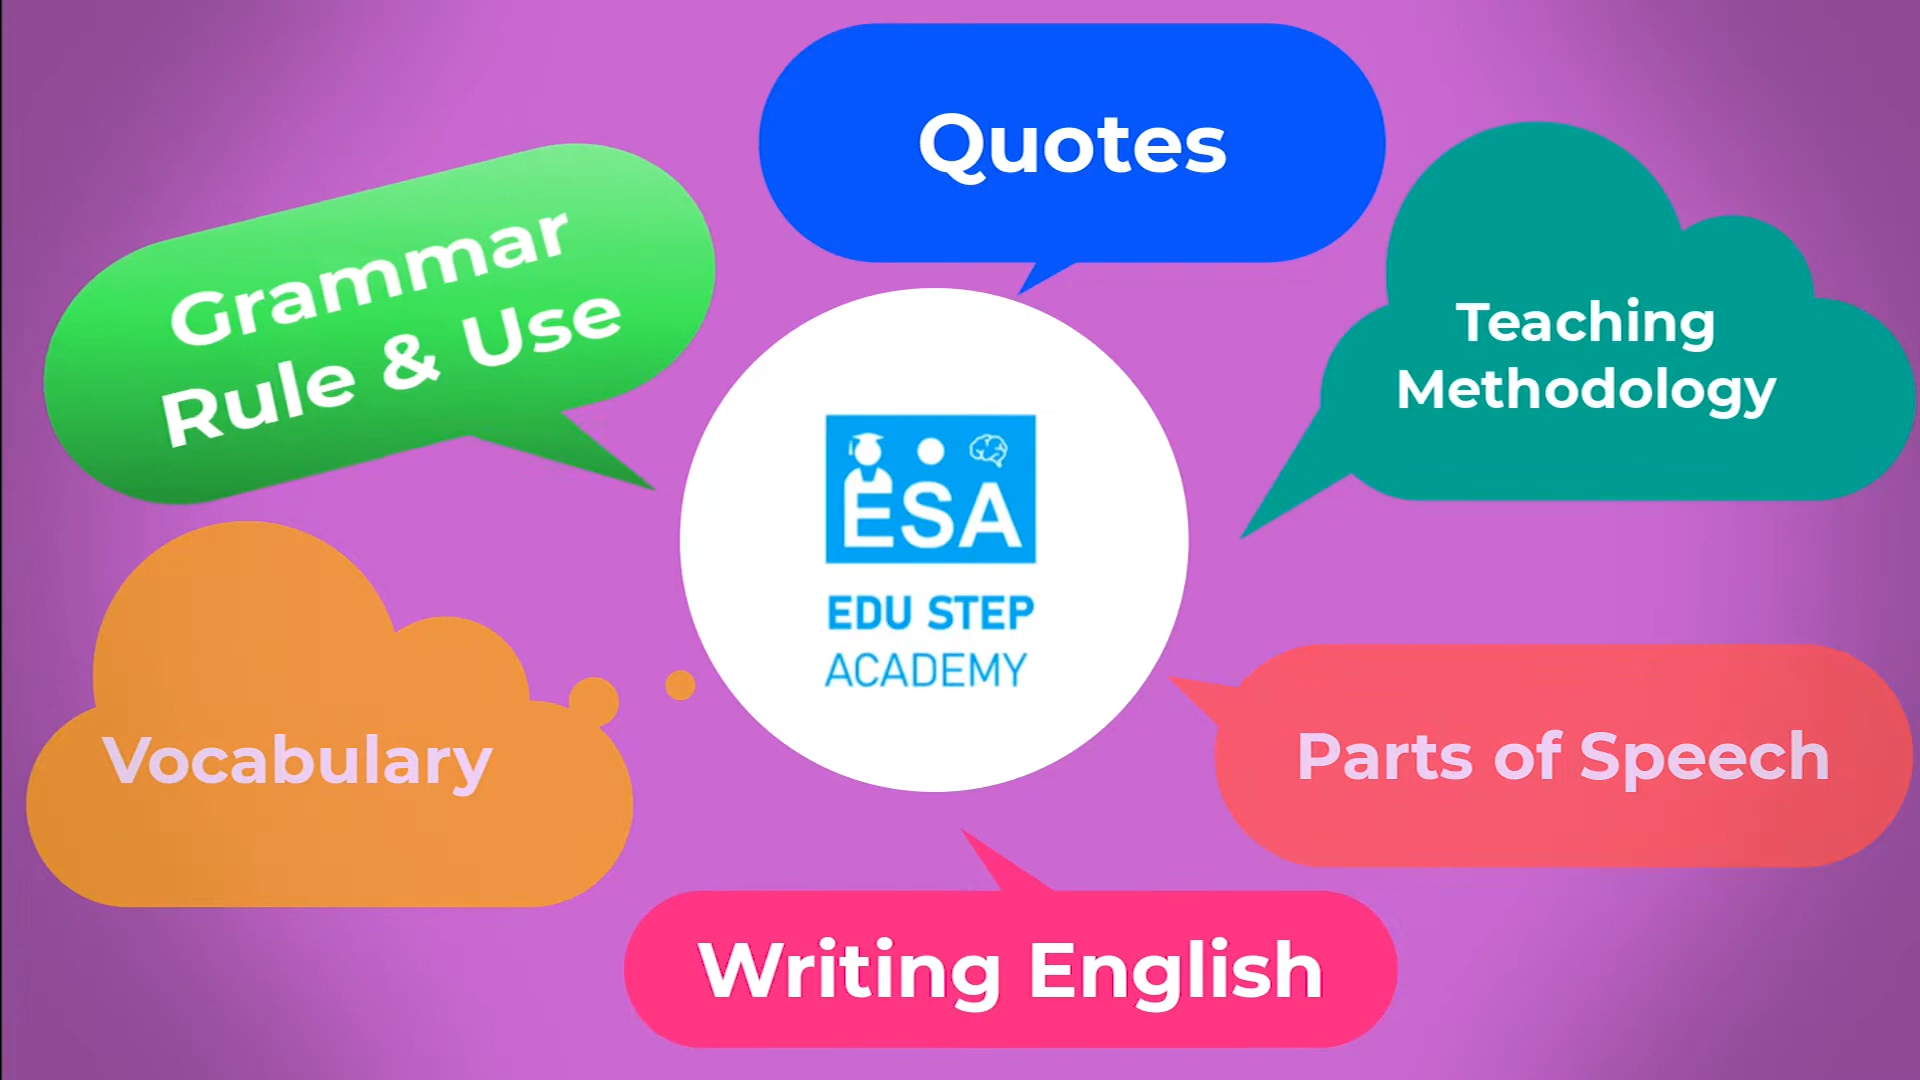 Quotes
Grammar
Rule & Use
Teaching
Methodology
ESA
EDU STEP
ACADEMY
Vocabulary
Parts of Speech
Writing English